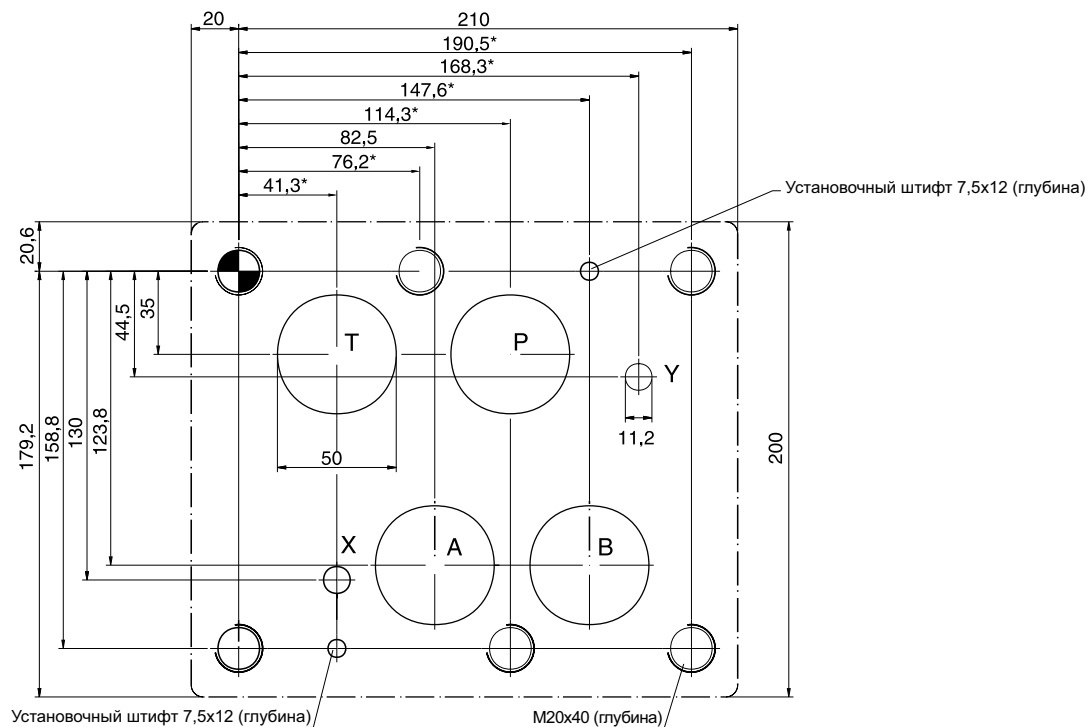 20
210
190,5*
168,3*
147,6*
114,3*
82,5
76,2*
41,3*
Установочный штифт 7,5x12 (глубина)
20,6
35
44,5
T
P
Y
123,8
130
158,8
179,2
200
11,2
50
X
A
B
Установочный штифт 7,5x12 (глубина)
M20x40 (глубина)